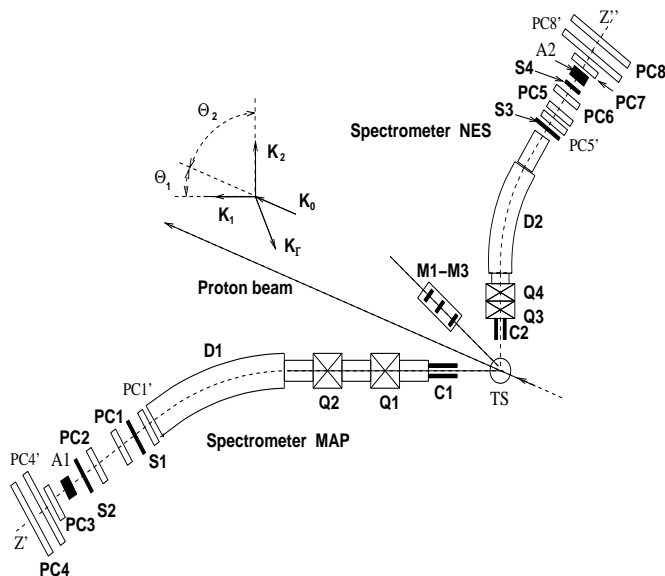 PC8'
Z''
A2
S4
PC8
PC7
PC5
PC6
S3
PC5'
Spectrometer NES
Θ2
K2
Θ1
K1
K0
Kr
D2
M1–M3
Proton beam
Q4
Q3
C2
D1
PC1'
TS
C1
Q2
Q1
PC1
PC2
Spectrometer MAP
A1
PC4'
S1
S2
PC3
Z'
PC4